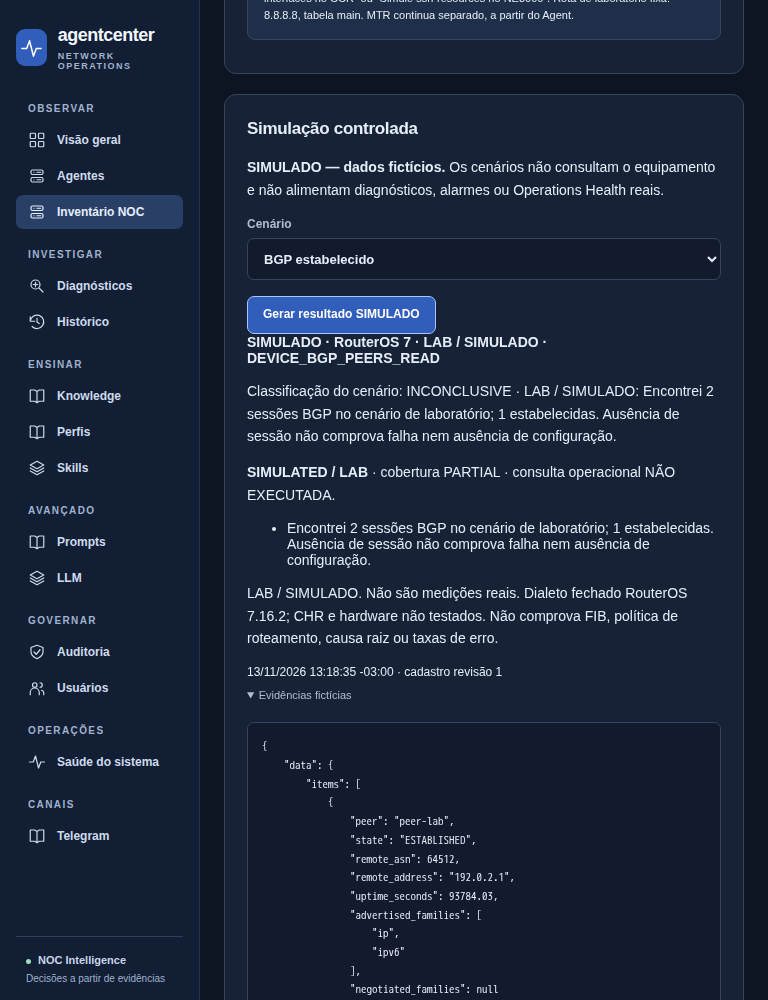 agentcenter
NETWORK
OPERATIONS
OBSERVAR
Visão geral
Agentes
Inventário NOC
INVESTIGAR
Diagnósticos
Histórico
ENSINAR
Knowledge
Perfis
Skills
AVANÇADO
Prompts
LLM
GOVERNAR
Auditoria
Usuários
OPERAÇÕES
Saúde do sistema
CANAIS
Telegram
NOC Intelligence
Decisões a partir de evidências
8.8.8.8, tabela main. MTR continua separado, a partir do Agent.
Simulação controlada
SIMULADO — dados fictícios. Os cenários não consultam o equipamento
e não alimentam diagnósticos, alarmes ou Operations Health reais.
Cenário
BGP estabelecido
Gerar resultado SIMULADO
SIMULADO · RouterOS 7 · LAB / SIMULADO ·
DEVICE_BGP_PEERS_READ
Classificação do cenário: INCONCLUSIVE · LAB / SIMULADO: Encontrei 2
sessões BGP no cenário de laboratório; 1 estabelecidas. Ausência de
sessão não comprova falha nem ausência de configuração.
SIMULATED / LAB · cobertura PARTIAL · consulta operacional NÃO
EXECUTADA.
• Encontrei 2 sessões BGP no cenário de laboratório; 1 estabelecidas.
Ausência de sessão não comprova falha nem ausência de
configuração.
LAB / SIMULADO. Não são medições reais. Dialeto fechado RouterOS
7.16.2; CHR e hardware não testados. Não comprova FIB, política de
roteamento, causa raiz ou taxas de erro.
13/11/2026 13:18:35 -03:00 · cadastro revisão 1
▼ Evidências fictícias
{
"data": {
"items": [
{
"peer": "peer-lab",
"state": "ESTABLISHED",
"remote_asn": 64512,
"remote_address": "192.0.2.1",
"uptime_seconds": 93784.03,
"advertised_families": [
"ip",
"ipv6"
],
"negotiated_families": null